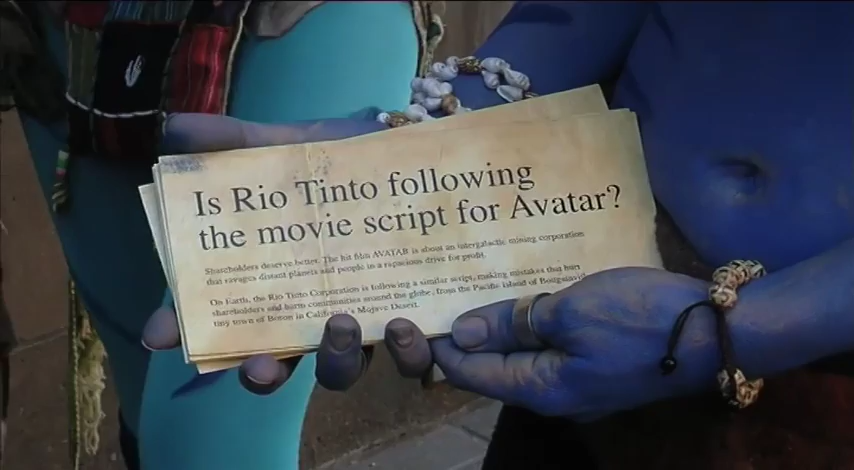 Is Rio Tinto following
the movie script for Avatar?
Shareholders deserve better. The hit film AVATAR is about an intergalactic mining corporation
that ravages distant planets and people in a rapacious drive for profit.
On Earth, the Rio Tinto Corporation is following a similar script, making mistakes that hurt
shareholders and harm communities around the globe, from the Pacific island of Bougainville
tiny town of Boron in California's Mojave Desert.